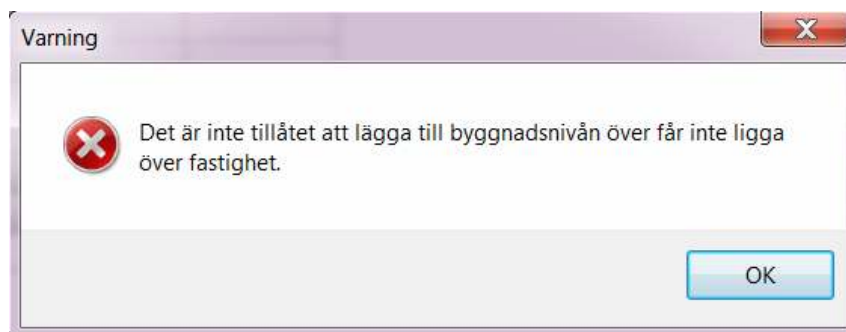 Varning
Det är inte tillåtet att lägga till byggnadsnivån över får inte ligga
över fastighet.
OK